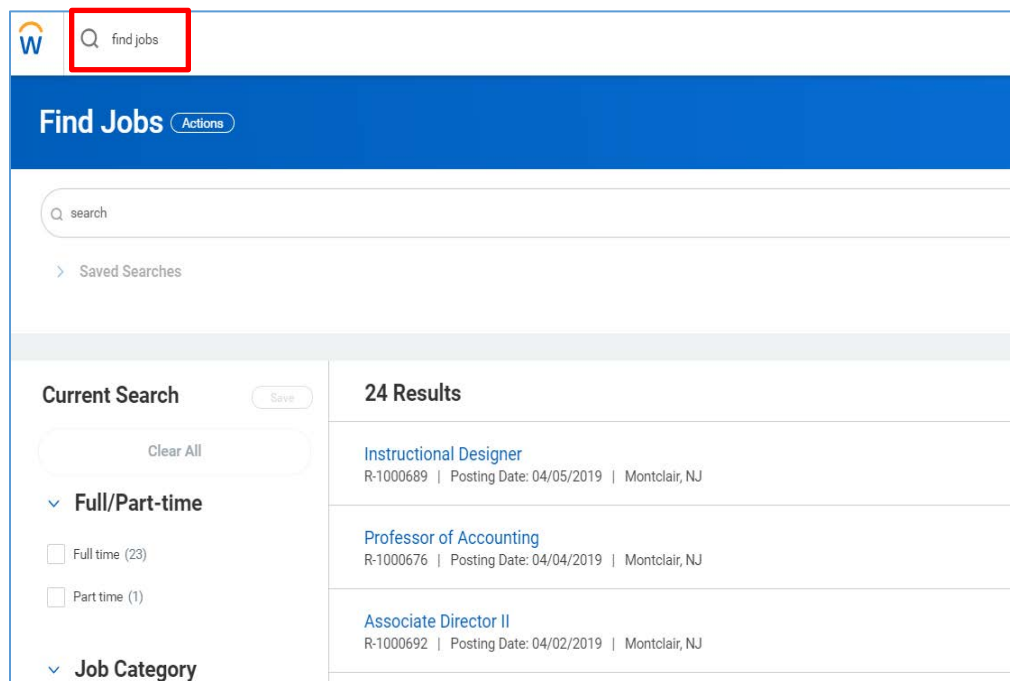 W
find jobs
Find Jobs Actions
search
Saved Searches
Current Search Save
Clear All
Full/Part-time
Full time (23)
Part time (1)
Job Category
24 Results
Instructional Designer
R-1000689 | Posting Date: 04/05/2019 | Montclair, NJ
Professor of Accounting
R-1000676 | Posting Date: 04/04/2019 | Montclair, NJ
Associate Director II
R-1000692 | Posting Date: 04/02/2019 | Montclair, NJ